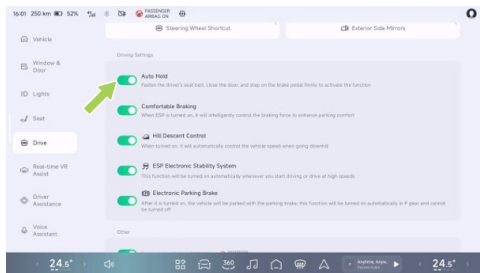 16:01 250 km 52%
PASSENGER
AIRBAG ON
Steering Wheel Shortcut
Exterior Side Mirrors
Vehicle
Driving Settings
Window &
Door
Auto Hold
Fasten the driver's seat belt, close the door, and step on the brake pedal firmly to activate the function
Lights
Comfortable Braking
When ESP is turned on, it will intelligently control the braking force to enhance parking comfort
Seat
Hill Descent Control
When turned on, it will automatically control the vehicle speed when going downhill
Drive
ESP Electronic Stability System
This function will be turned on automatically whenever you start driving or drive at high speeds
Real-time VR
Assist
Electronic Parking Brake
After it is turned on, the vehicle will be parked with the parking brake; this function will be turned on automatically in P gear and cannot
be turned off
Driver
Assistance
Other
Voice
Assistant
24.5°
360
24.5°